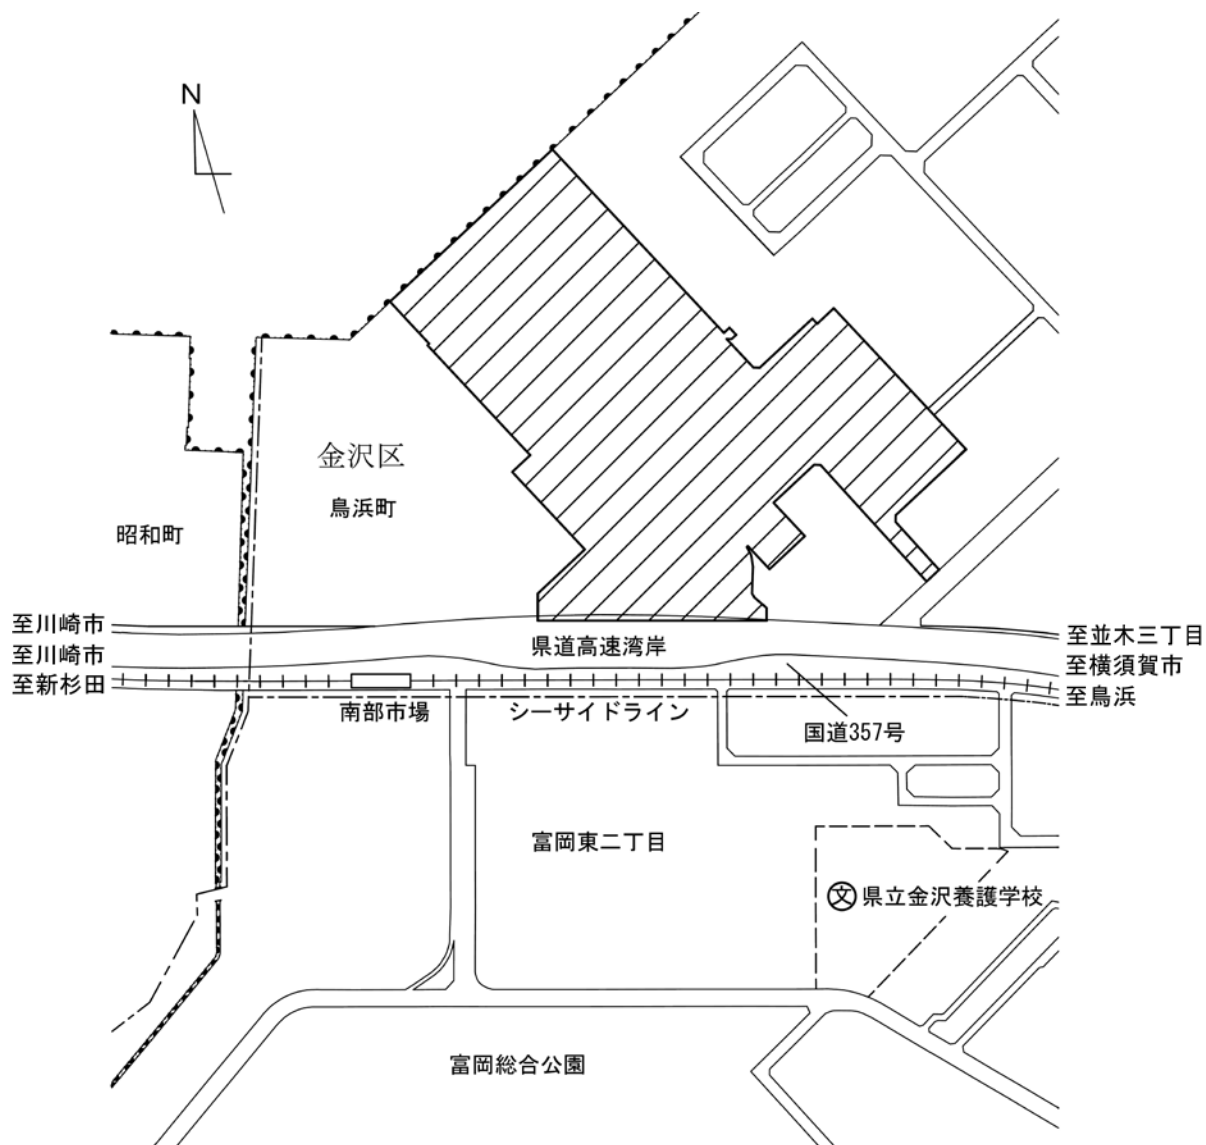 N
金沢区
鳥浜町
昭和町
至川崎市
至並木三丁目
県道高速湾岸
至川崎市
至横須賀市
至新杉田
至鳥浜
南部市場
シーサイドライン
国道357号
富岡東二丁目
文
県立金沢養護学校
富岡総合公園